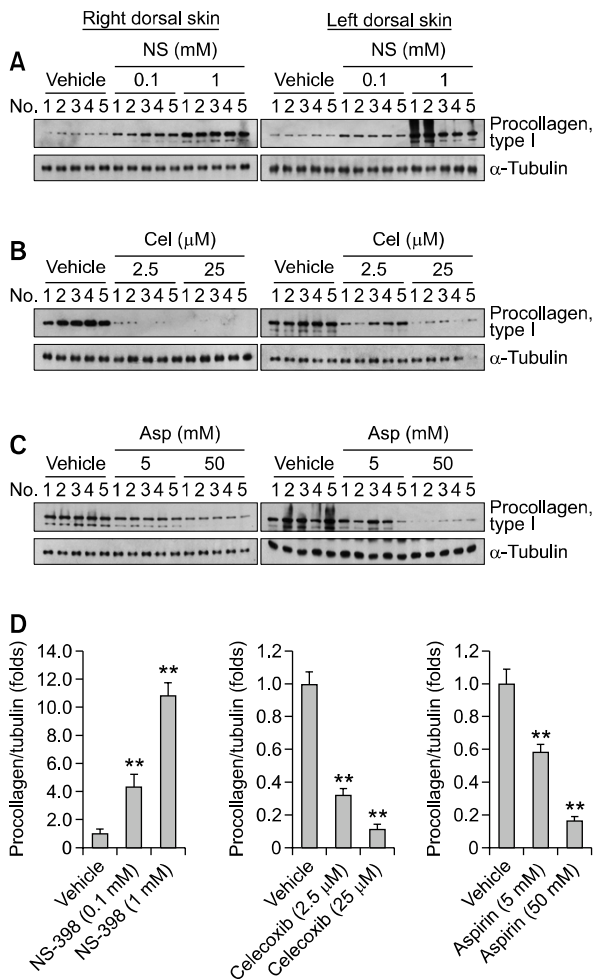 Right dorsal skin Left dorsal skin
A
NS (mM) NS (mM)
Vehicle 0.1 1 Vehicle 0.1 1
No. 1 2 3 4 5 1 2 3 4 5 1 2 3 4 5 1 2 3 4 5 1 2 3 4 5 1 2 3 4 5
Procollagen,
type I
α-Tubulin
B
Cel (μM) Cel (μM)
Vehicle 2.5 25 Vehicle 2.5 25
No. 1 2 3 4 5 1 2 3 4 5 1 2 3 4 5 1 2 3 4 5 1 2 3 4 5 1 2 3 4 5
Procollagen,
type I
α-Tubulin
C
Asp (mM) Asp (mM)
Vehicle 5 50 Vehicle 5 50
No. 1 2 3 4 5 1 2 3 4 5 1 2 3 4 5 1 2 3 4 5 1 2 3 4 5 1 2 3 4 5
Procollagen,
type I
α-Tubulin
D
Procollagen/tubulin (folds)
14.0
12.0
10.0
8.0
6.0
4.0
2.0
0
**
**
Vehicle
NS-398 (0.1 mM)
NS-398 (1 mM)
Procollagen/tubulin (folds)
1.2
1.0
0.8
0.6
0.4
0.2
0
**
**
Vehicle
Celecoxib (2.5 μM)
Celecoxib (25 μM)
Procollagen/tubulin (folds)
1.2
1.0
0.8
0.6
0.4
0.2
0
**
**
Vehicle
Aspirin (5 mM)
Aspirin (50 mM)